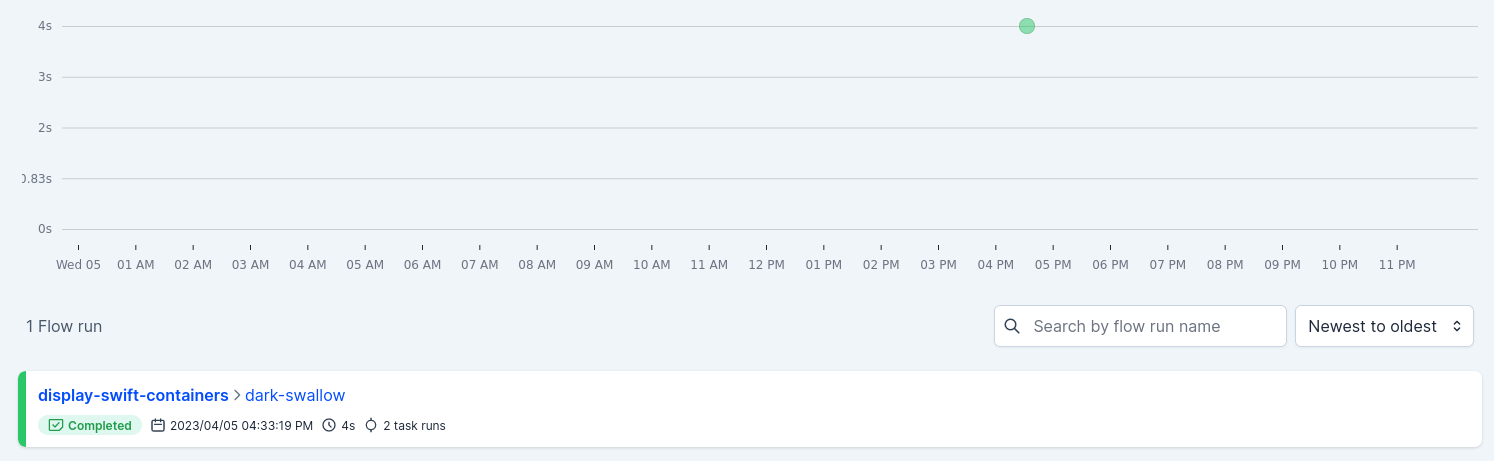 4s
3s
2s
0.83s
0s
Wed 05 01 AM 02 AM 03 AM 04 AM 05 AM 06 AM 07 AM 08 AM 09 AM 10 AM 11 AM 12 PM 01 PM 02 PM 03 PM 04 PM 05 PM 06 PM 07 PM 08 PM 09 PM 10 PM 11 PM
1 Flow run
Search by flow run name
Newest to oldest
display-swift-containers > dark-swallow
Completed 2023/04/05 04:33:19 PM 4s 2 task runs